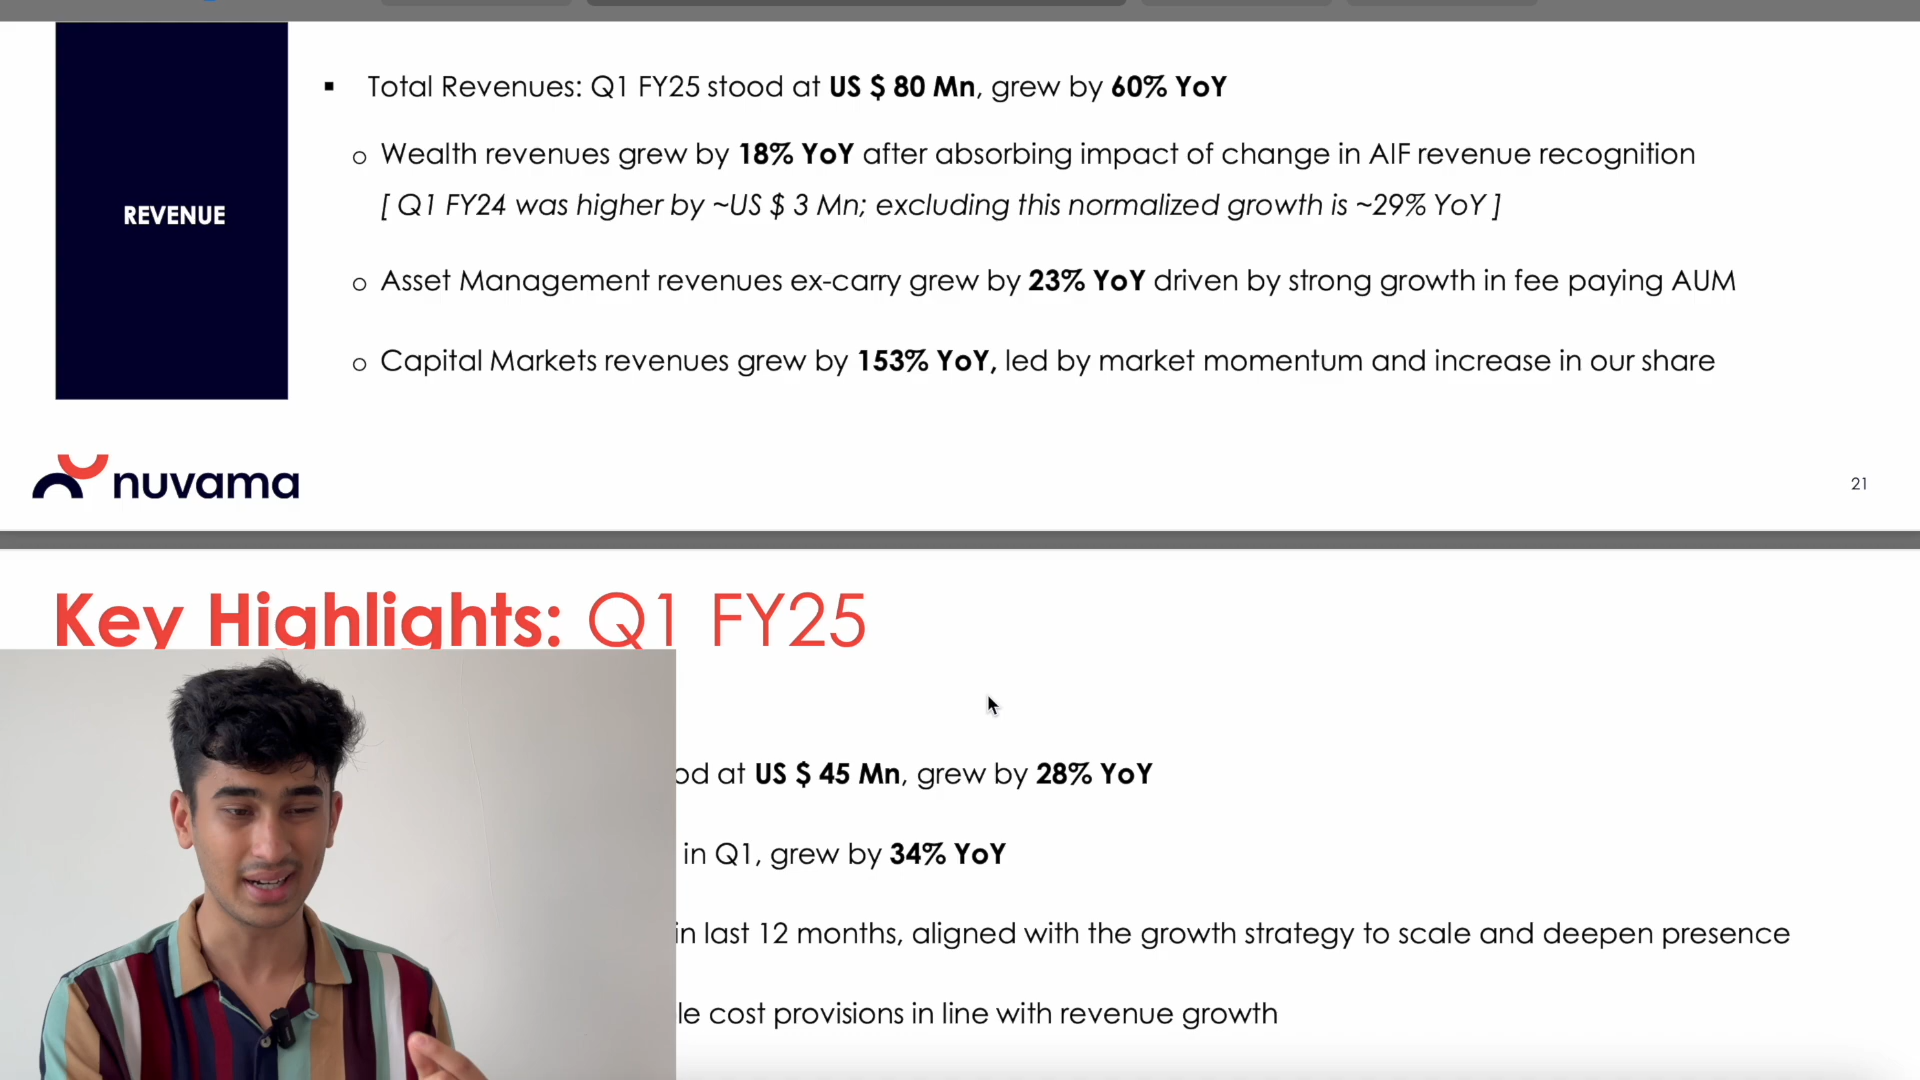 REVENUE
▪ Total Revenues: Q1 FY25 stood at US $ 80 Mn, grew by 60% YoY
o Wealth revenues grew by 18% YoY after absorbing impact of change in AIF revenue recognition
[ Q1 FY24 was higher by ~US $ 3 Mn; excluding this normalized growth is ~29% YoY ]
o Asset Management revenues ex-carry grew by 23% YoY driven by strong growth in fee paying AUM
o Capital Markets revenues grew by 153% YoY, led by market momentum and increase in our share
nuvama
21
Key Highlights: Q1 FY25
at US $ 45 Mn, grew by 28% YoY
in Q1, grew by 34% YoY
in last 12 months, aligned with the growth strategy to scale and deepen presence
cost provisions in line with revenue growth